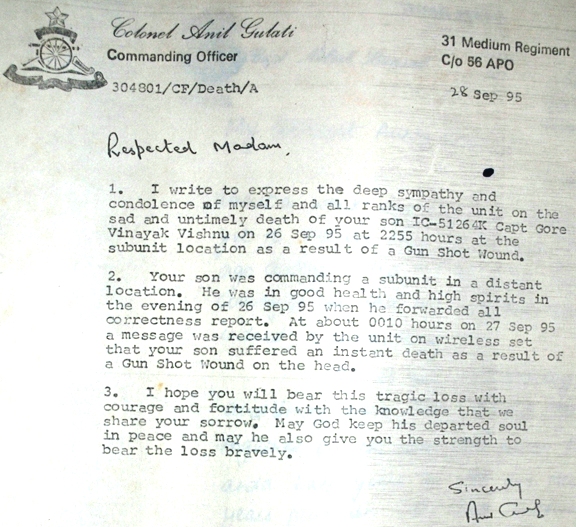 Colonel Anil Gulati
Commanding Officer
304801/CF/Death/A
31 Medium Regiment
C/o 56 APO
28 Sep 95
Respected Madam,
1. I write to express the deep sympathy and
condolence of myself and all ranks of the unit on the
sad and untimely death of your son IC-51264K Capt Gore
Vinayak Vishnu on 26 Sep 95 at 2255 hours at the
subunit location as a result of a Gun Shot Wound.
2. Your son was commanding a subunit in a distant
location. He was in good health and high spirits in
the evening of 26 Sep 95 when he forwarded all
correctness report. At about 0010 hours on 27 Sep 95
a message was received by the unit on wireless set
that your son suffered an instant death as a result of
a Gun Shot Wound on the head.
3. I hope you will bear this tragic loss with
courage and fortitude with the knowledge that we
share your sorrow. May God keep his departed soul
in peace and may he also give you the strength to
bear the loss bravely.
Sincerely